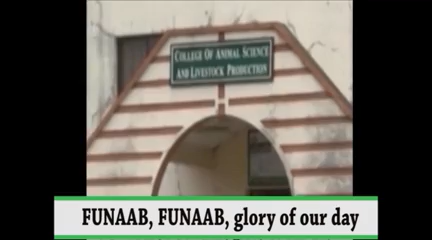 COLLEGE OF ANIMAL SCIENCE
AND LIVESTOCK PRODUCTION
FUNAAB, FUNAAB, glory of our day